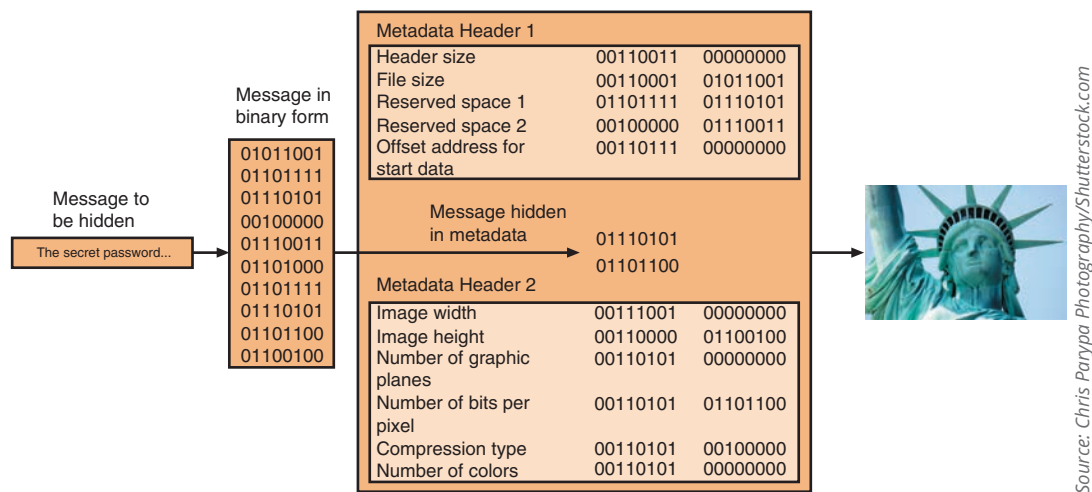 Message to
be hidden
The secret password...
Message in
binary form
01011001
01101111
01110101
00100000
01110011
01101000
01101111
01110101
01101100
01100100
Metadata Header 1
Header size 00110011 00000000
File size 00110001 01011001
Reserved space 1 01101111 01110101
Reserved space 2 00100000 01110011
Offset address for 00110111 00000000
start data
Message hidden
in metadata
01110101
01101100
Metadata Header 2
Image width 00111001 00000000
Image height 00110000 01100100
Number of graphic 00110101 00000000
planes
Number of bits per 00110101 01101100
pixel
Compression type 00110101 00100000
Number of colors 00110101 00000000
Source: Chris Parypa Photography/Shutterstock.com